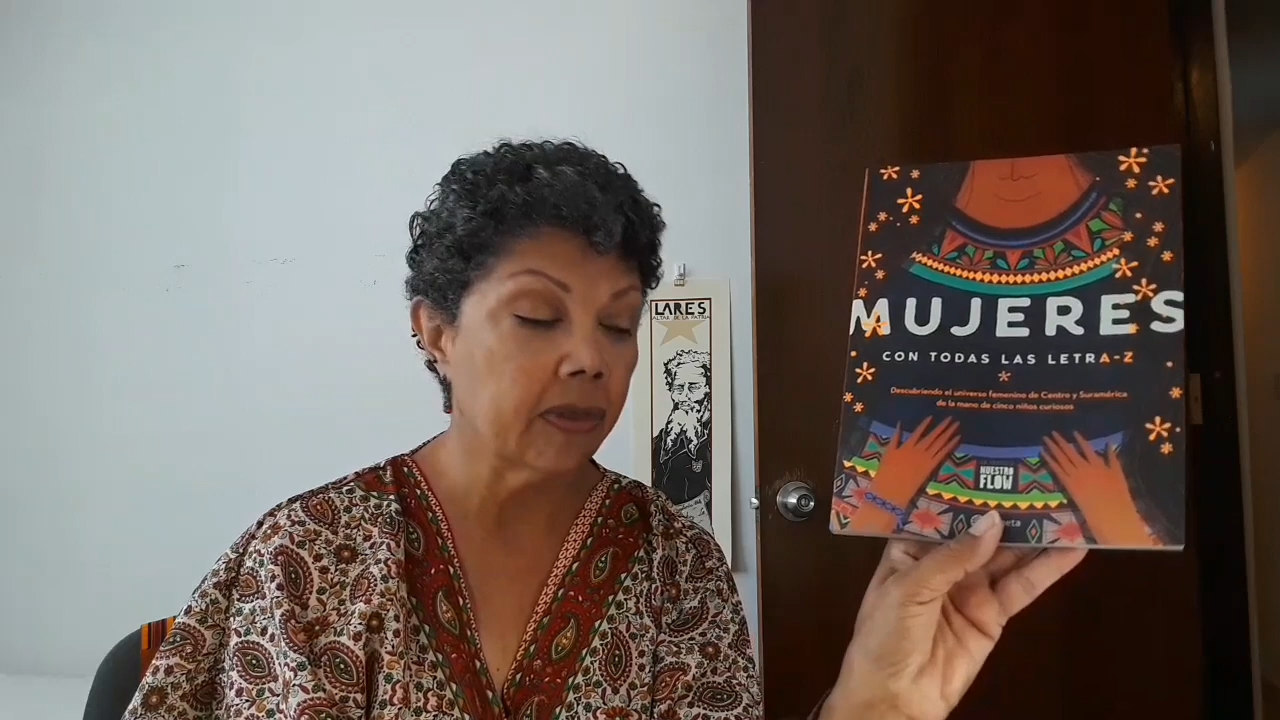 LARES
ALTAR DE LA PATRIA
MUJERES
CON TODAS LAS LETRA-Z
Descubriendo el universo femenino de Centro y Suramérica
de la mano de cinco niños curiosos
NUESTRO
FLOW